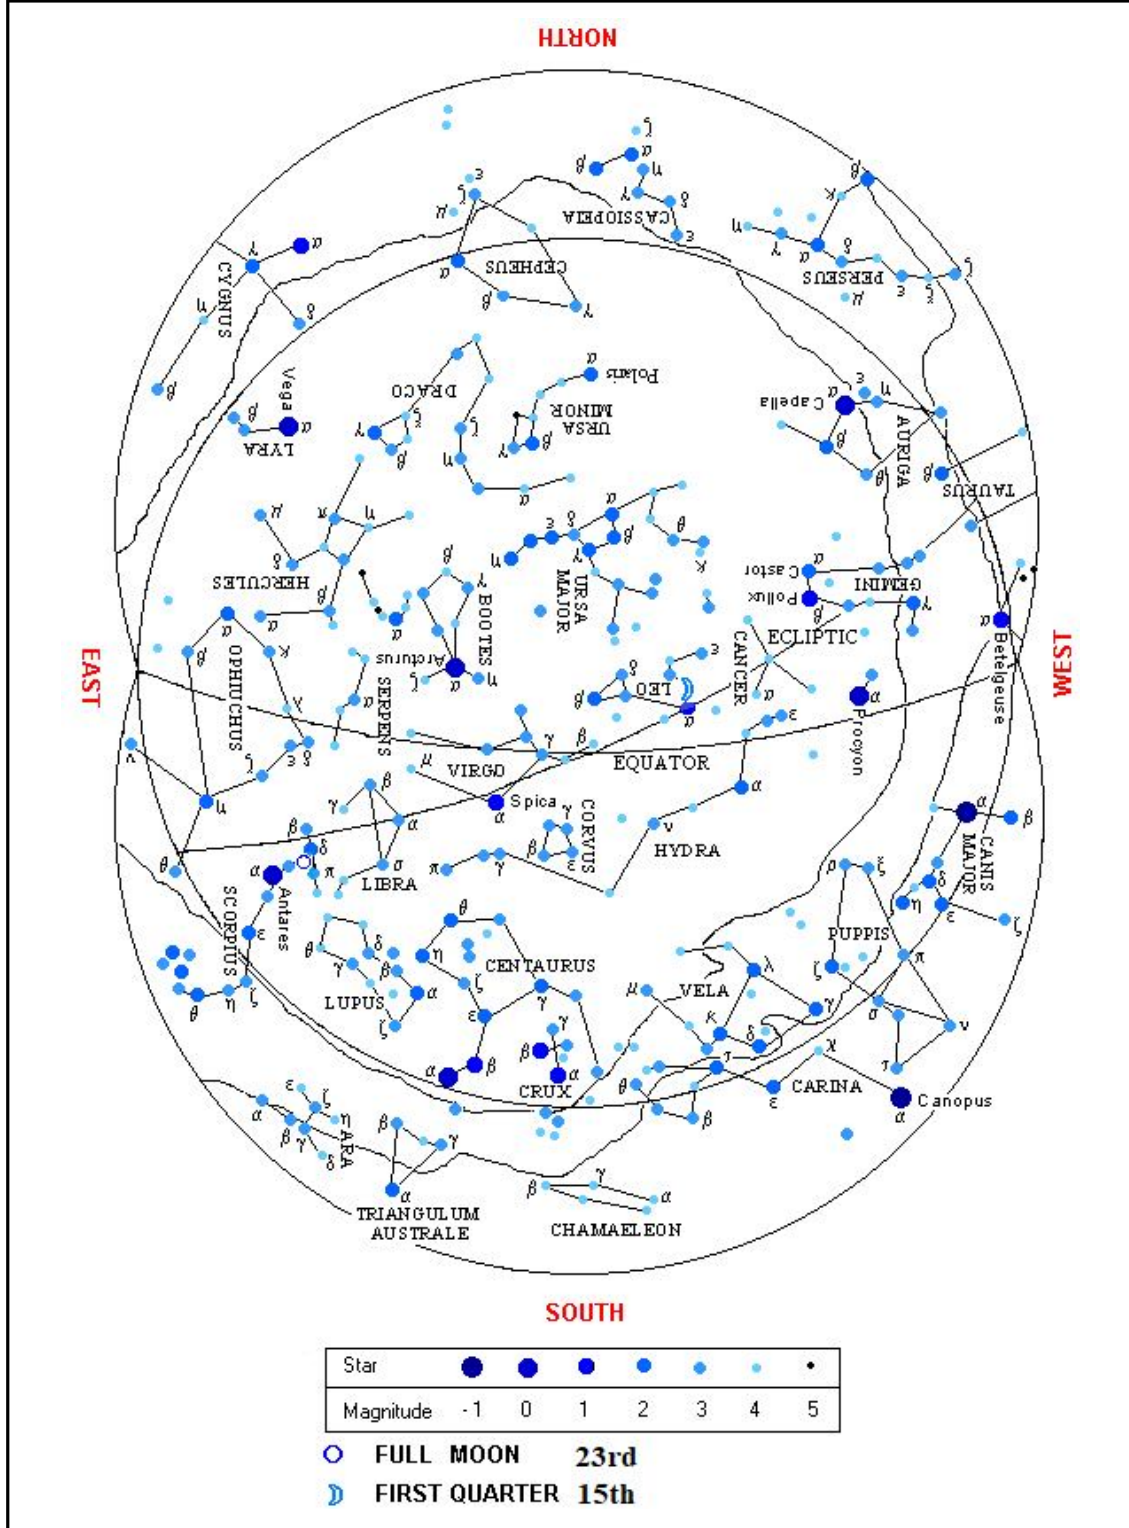 NORTH
ζ
α
β
η
γ
δ
CASSIOPEIA
ε
β
κ
ε
ζ
μ
CEPHEUS
α
β
γ
η
γ
α
δ
PERSEUS
ε
ξ
ζ
μ
γ
α
CYGNUS
η
δ
β
Vega
β
α
LYRA
DRACO
ξ
γ
β
ζ
η
α
α
Polaris
URSA
MINOR
γ
β
ε
η
α
Capella
β
θ
AURIGA
β
TAURUS
μ
π
η
δ
HERCULES
β
α
η
ε
δ
γ
β
α
θ
κ
URSA
MAJOR
β
γ
BOOTES
α
Arcturus
ζ
α
η
α
Castor
Pollux
β
GEMINI
γ
ECLIPTIC
CANCER
α
α
Betelgeuse
EAST
WEST
β
α
OPHIUCHUS
κ
λ
ν
η
ζ
ε
δ
θ
SERPENS
α
ε
δ
β
LEO
α
α
Procyon
ε
μ
VIRGO
γ
β
EQUATOR
α
Spica
CORVUS
γ
β
ε
α
ν
HYDRA
π
γ
γ
β
α
σ
LIBRA
β
δ
π
α
Antares
SCORPIUS
ε
ζ
η
θ
α
β
CANIS
MAJOR
δ
η
ε
ζ
ρ
ξ
PUPPIS
ζ
π
σ
ν
τ
θ
δ
γ
β
LUPUS
α
ζ
θ
η
CENTAURUS
ζ
γ
ε
β
α
γ
β
α
CRUX
λ
μ
VELA
κ
δ
γ
χ
τ
θ
β
ε
CARINA
Canopus
α
ε
α
ζ
η
β
γ
δ
ARA
β
γ
α
TRIANGULUM
AUSTRALE
β
γ
α
CHAMAELEON
SOUTH
Star
Magnitude -1 0 1 2 3 4 5
FULL MOON 23rd
FIRST QUARTER 15th